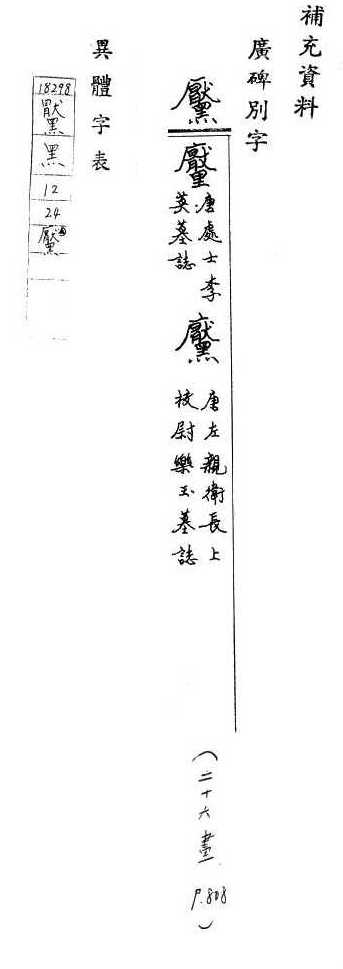 補充資料
廣碑別字
黶
唐處士李
英墓誌
黶
唐左親衛長上
校尉樂玉墓誌
(二十六畫 P.808)
異體字表
18298
黑
12
24
黶